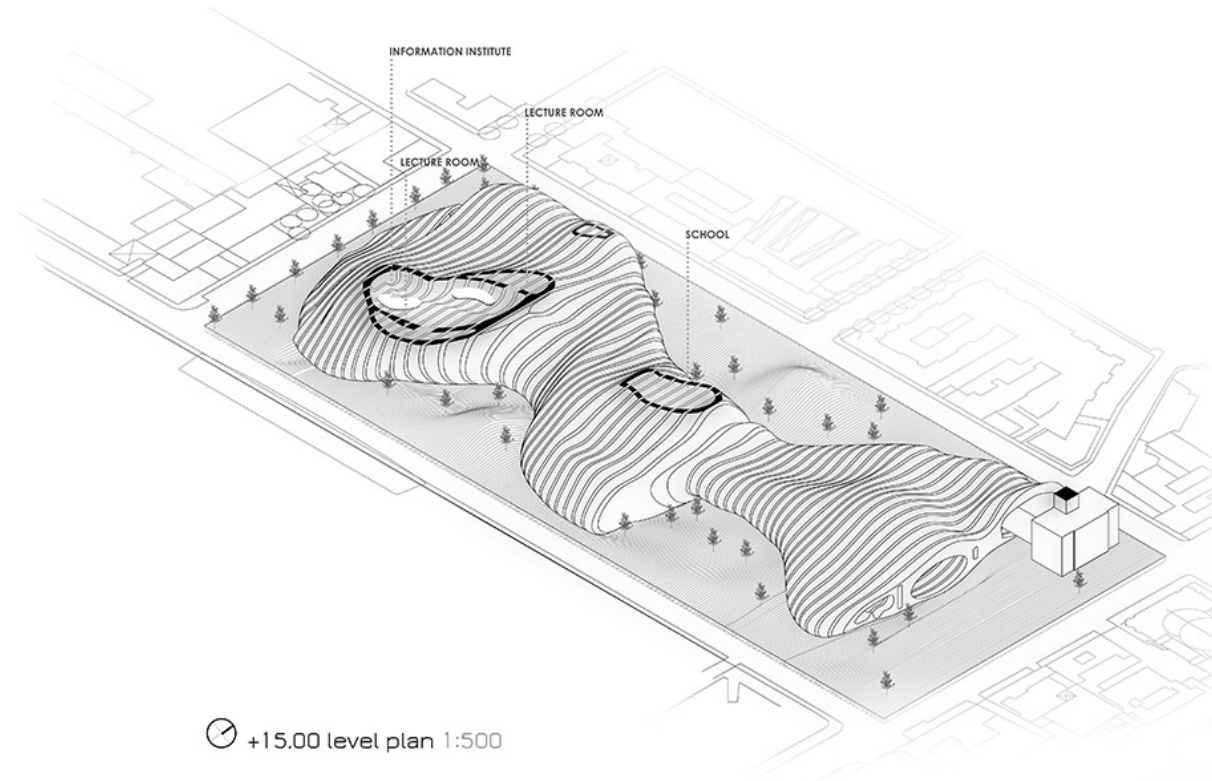 INFORMATION INSTITUTE
LECTURE ROOM
LECTURE ROOM
SCHOOL
+15.00 level plan 1:500